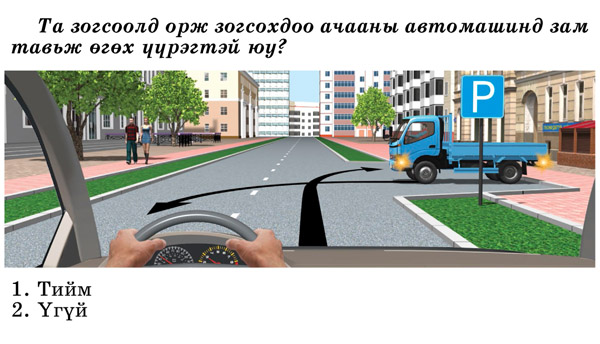 Та зогсоолд орж зогсохдоо ачааны автомашинд зам
тавьж өгөх үүрэгтэй юу?
P
1. Тийм
2. Үгүй